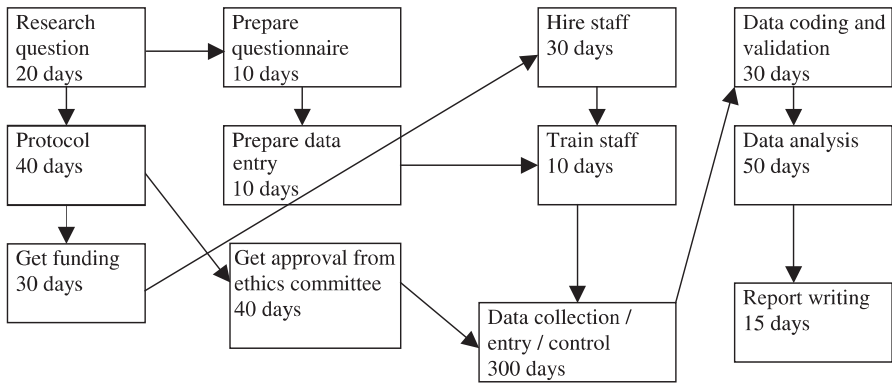 Research
question
20 days
Prepare
questionnaire
10 days
Hire staff
30 days
Data coding and
validation
30 days
Protocol
40 days
Prepare data
entry
10 days
Train staff
10 days
Data analysis
50 days
Get funding
30 days
Get approval from
ethics committee
40 days
Data collection /
entry / control
300 days
Report writing
15 days